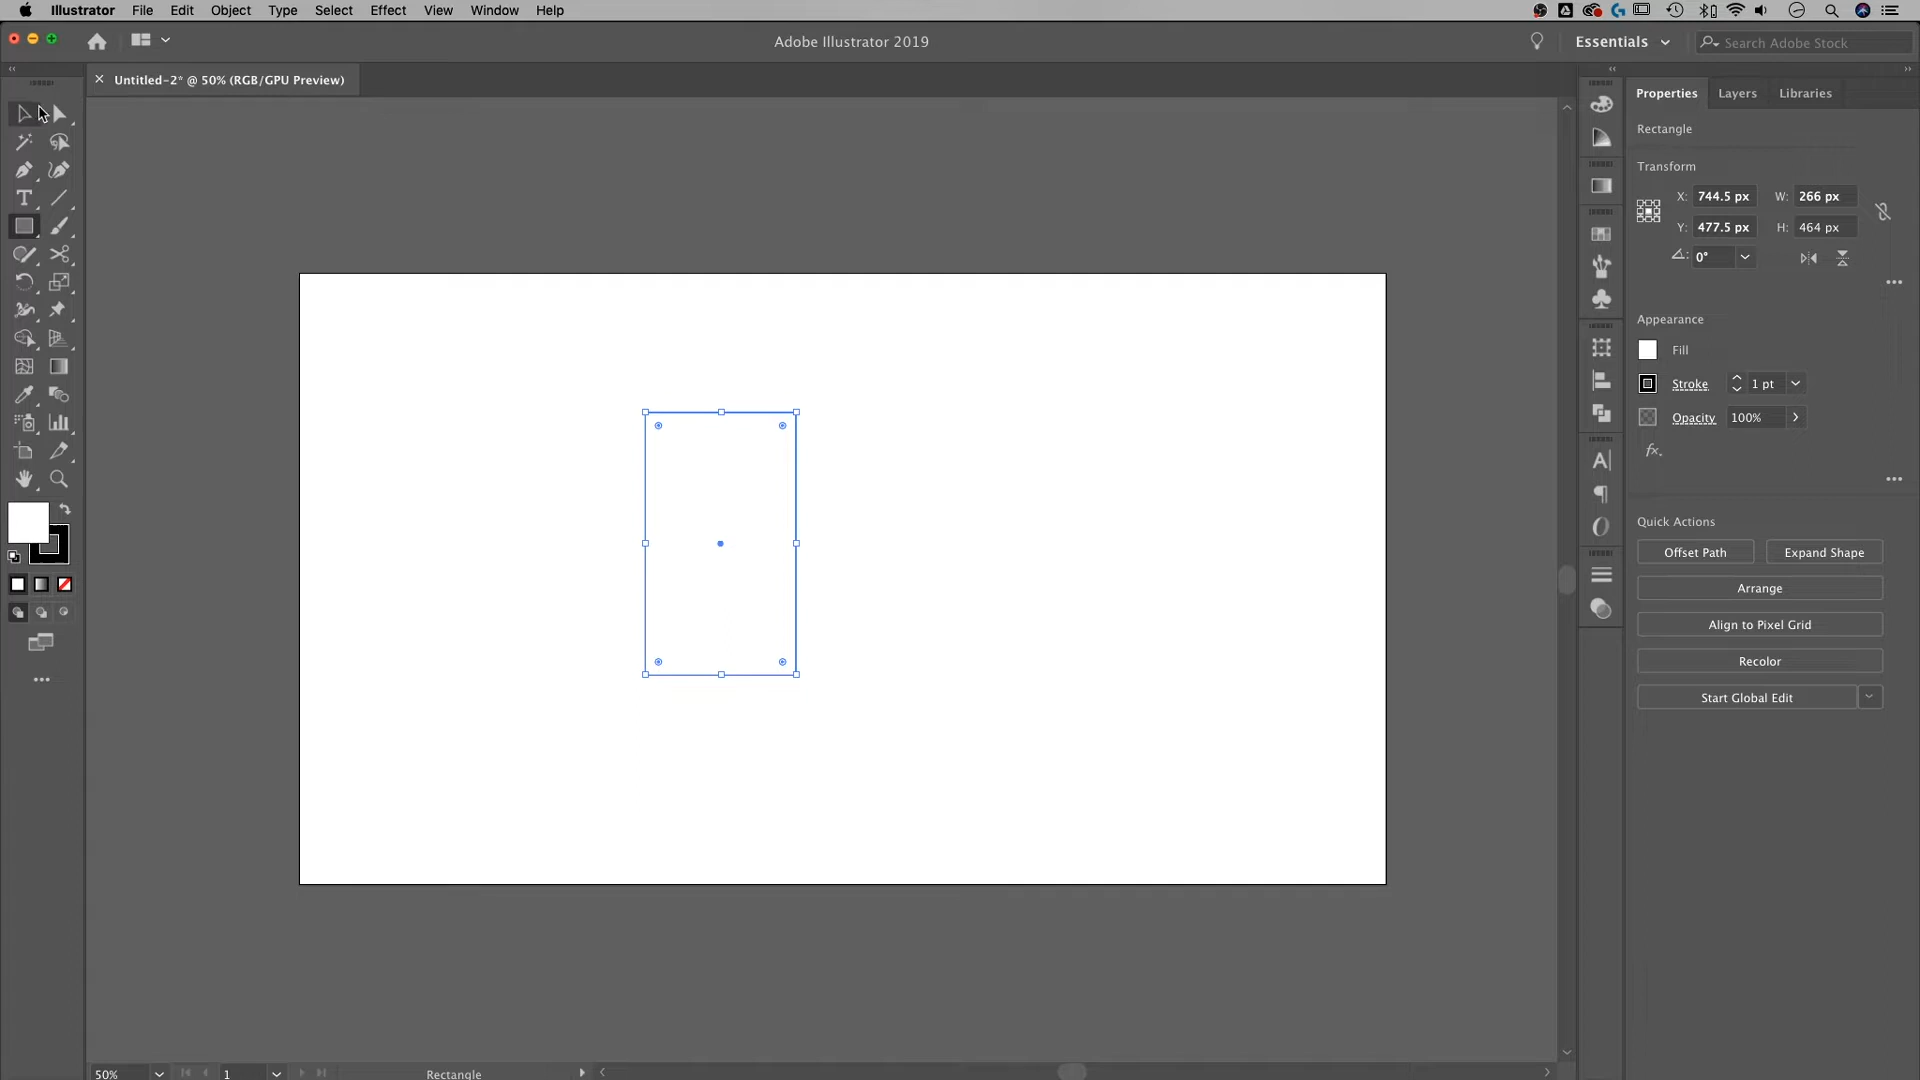 Illustrator File Edit Object Type Select Effect View Window Help
Adobe Illustrator 2019
Essentials
Search Adobe Stock
Untitled-2* @ 50% (RGB/GPU Preview)
Properties Layers Libraries
Rectangle
Transform
X: 744.5 px W: 266 px
Y: 477.5 px H: 464 px
0°
Appearance
Fill
Stroke 1 pt
Opacity 100%
fx.
Quick Actions
Offset Path Expand Shape
Arrange
Align to Pixel Grid
Recolor
Start Global Edit
50% 1 Rectangle